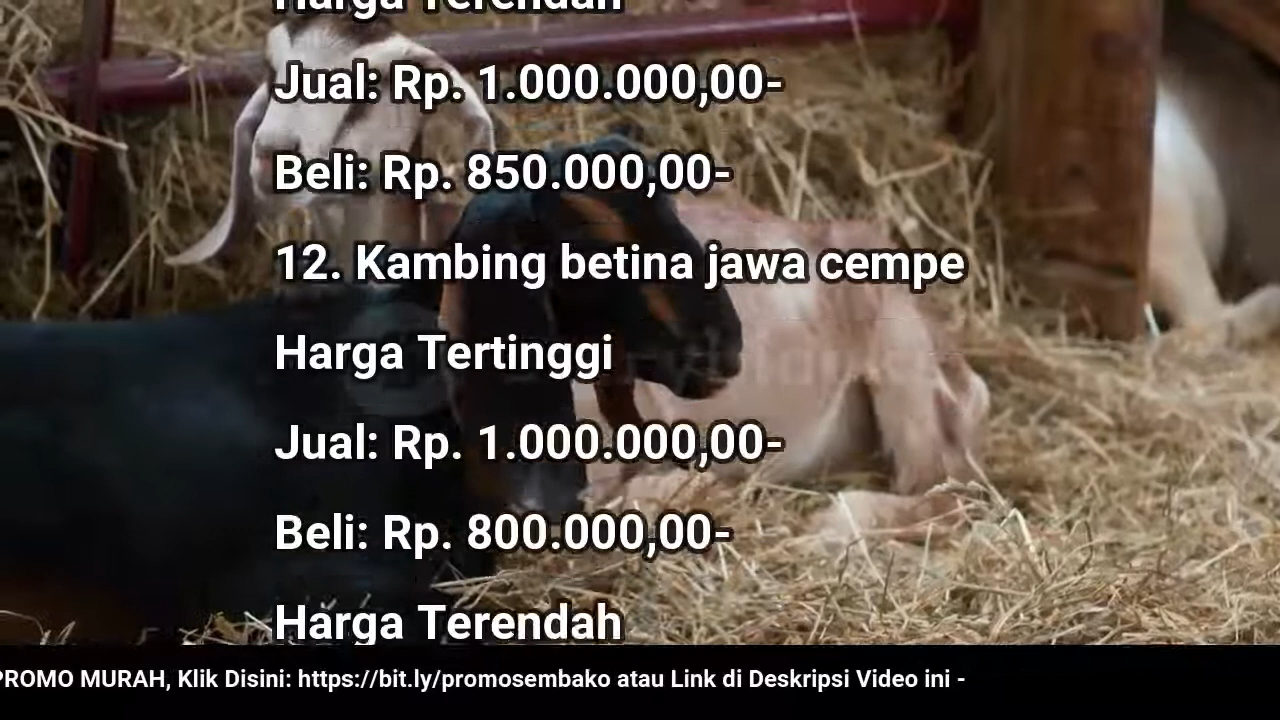 Harga Terendah
Jual: Rp. 1.000.000,00-
Beli: Rp. 850.000,00-
12. Kambing betina jawa cempe
Harga Tertinggi
Jual: Rp. 1.000.000,00-
Beli: Rp. 800.000,00-
Harga Terendah
PROMO MURAH, Klik Disini: https://bit.ly/promosembako atau Link di Deskripsi Video ini -